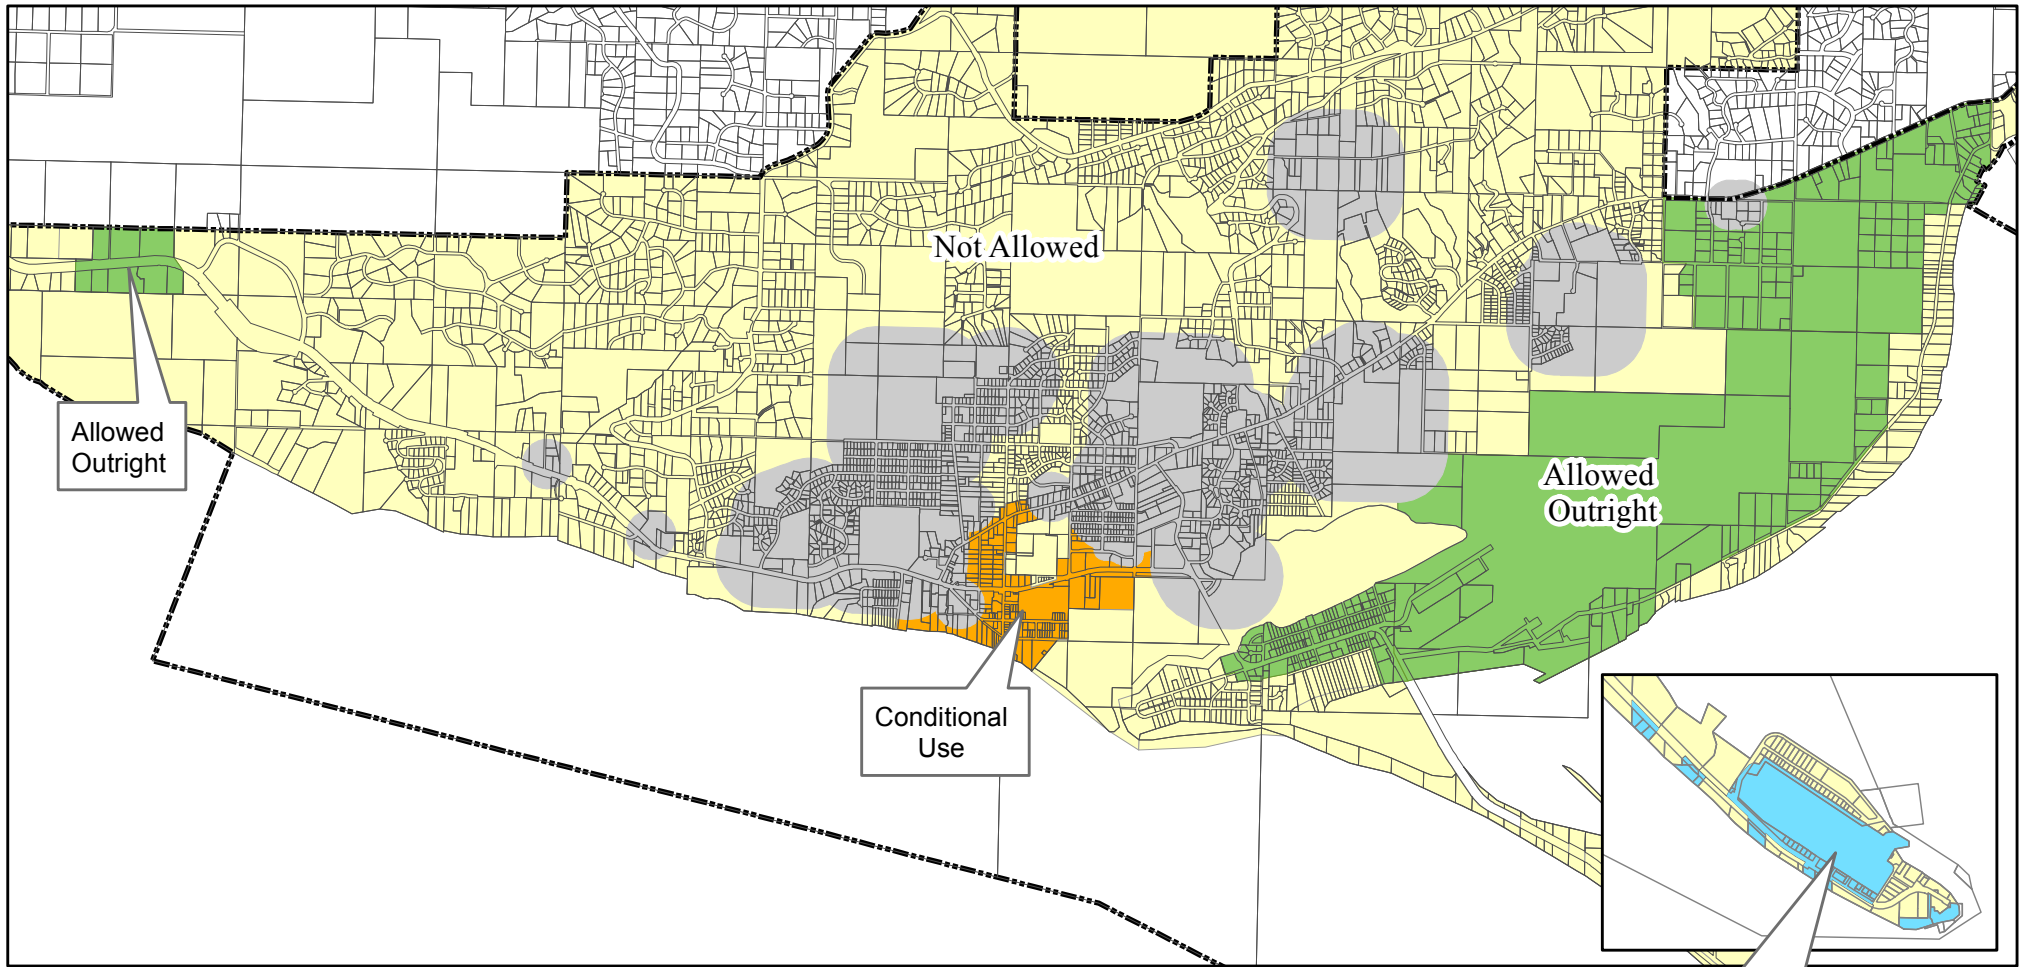 Not Allowed
Allowed
Outright
Allowed
Outright
Conditional
Use